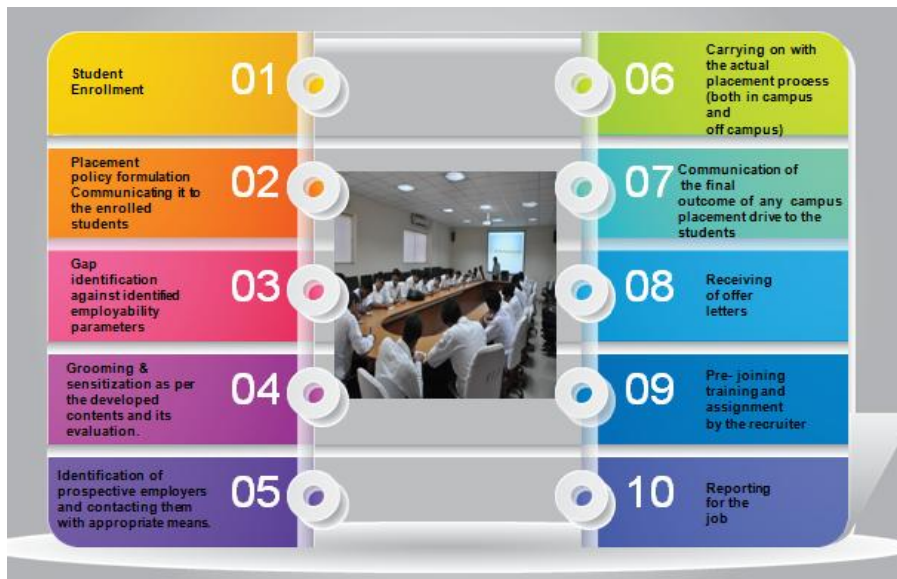 Student
Enrollment
01
Placement
policy formulation
Communicating it to
the enrolled
students
02
Gap
identification
against identified
employability
parameters
03
Grooming &
sensitization as per
the developed
contents and its
evaluation.
04
Identification of
prospective employers
and contacting them
with appropriate means.
05
06
Carrying on with
the actual
placement process
(both in campus
and
off campus)
07
Communication of
the final
outcome of any campus
placement drive to the
students
08
Receiving
of offer
letters
09
Pre- joining
training and
assignment
by the recruiter
10
Reporting
for the
job